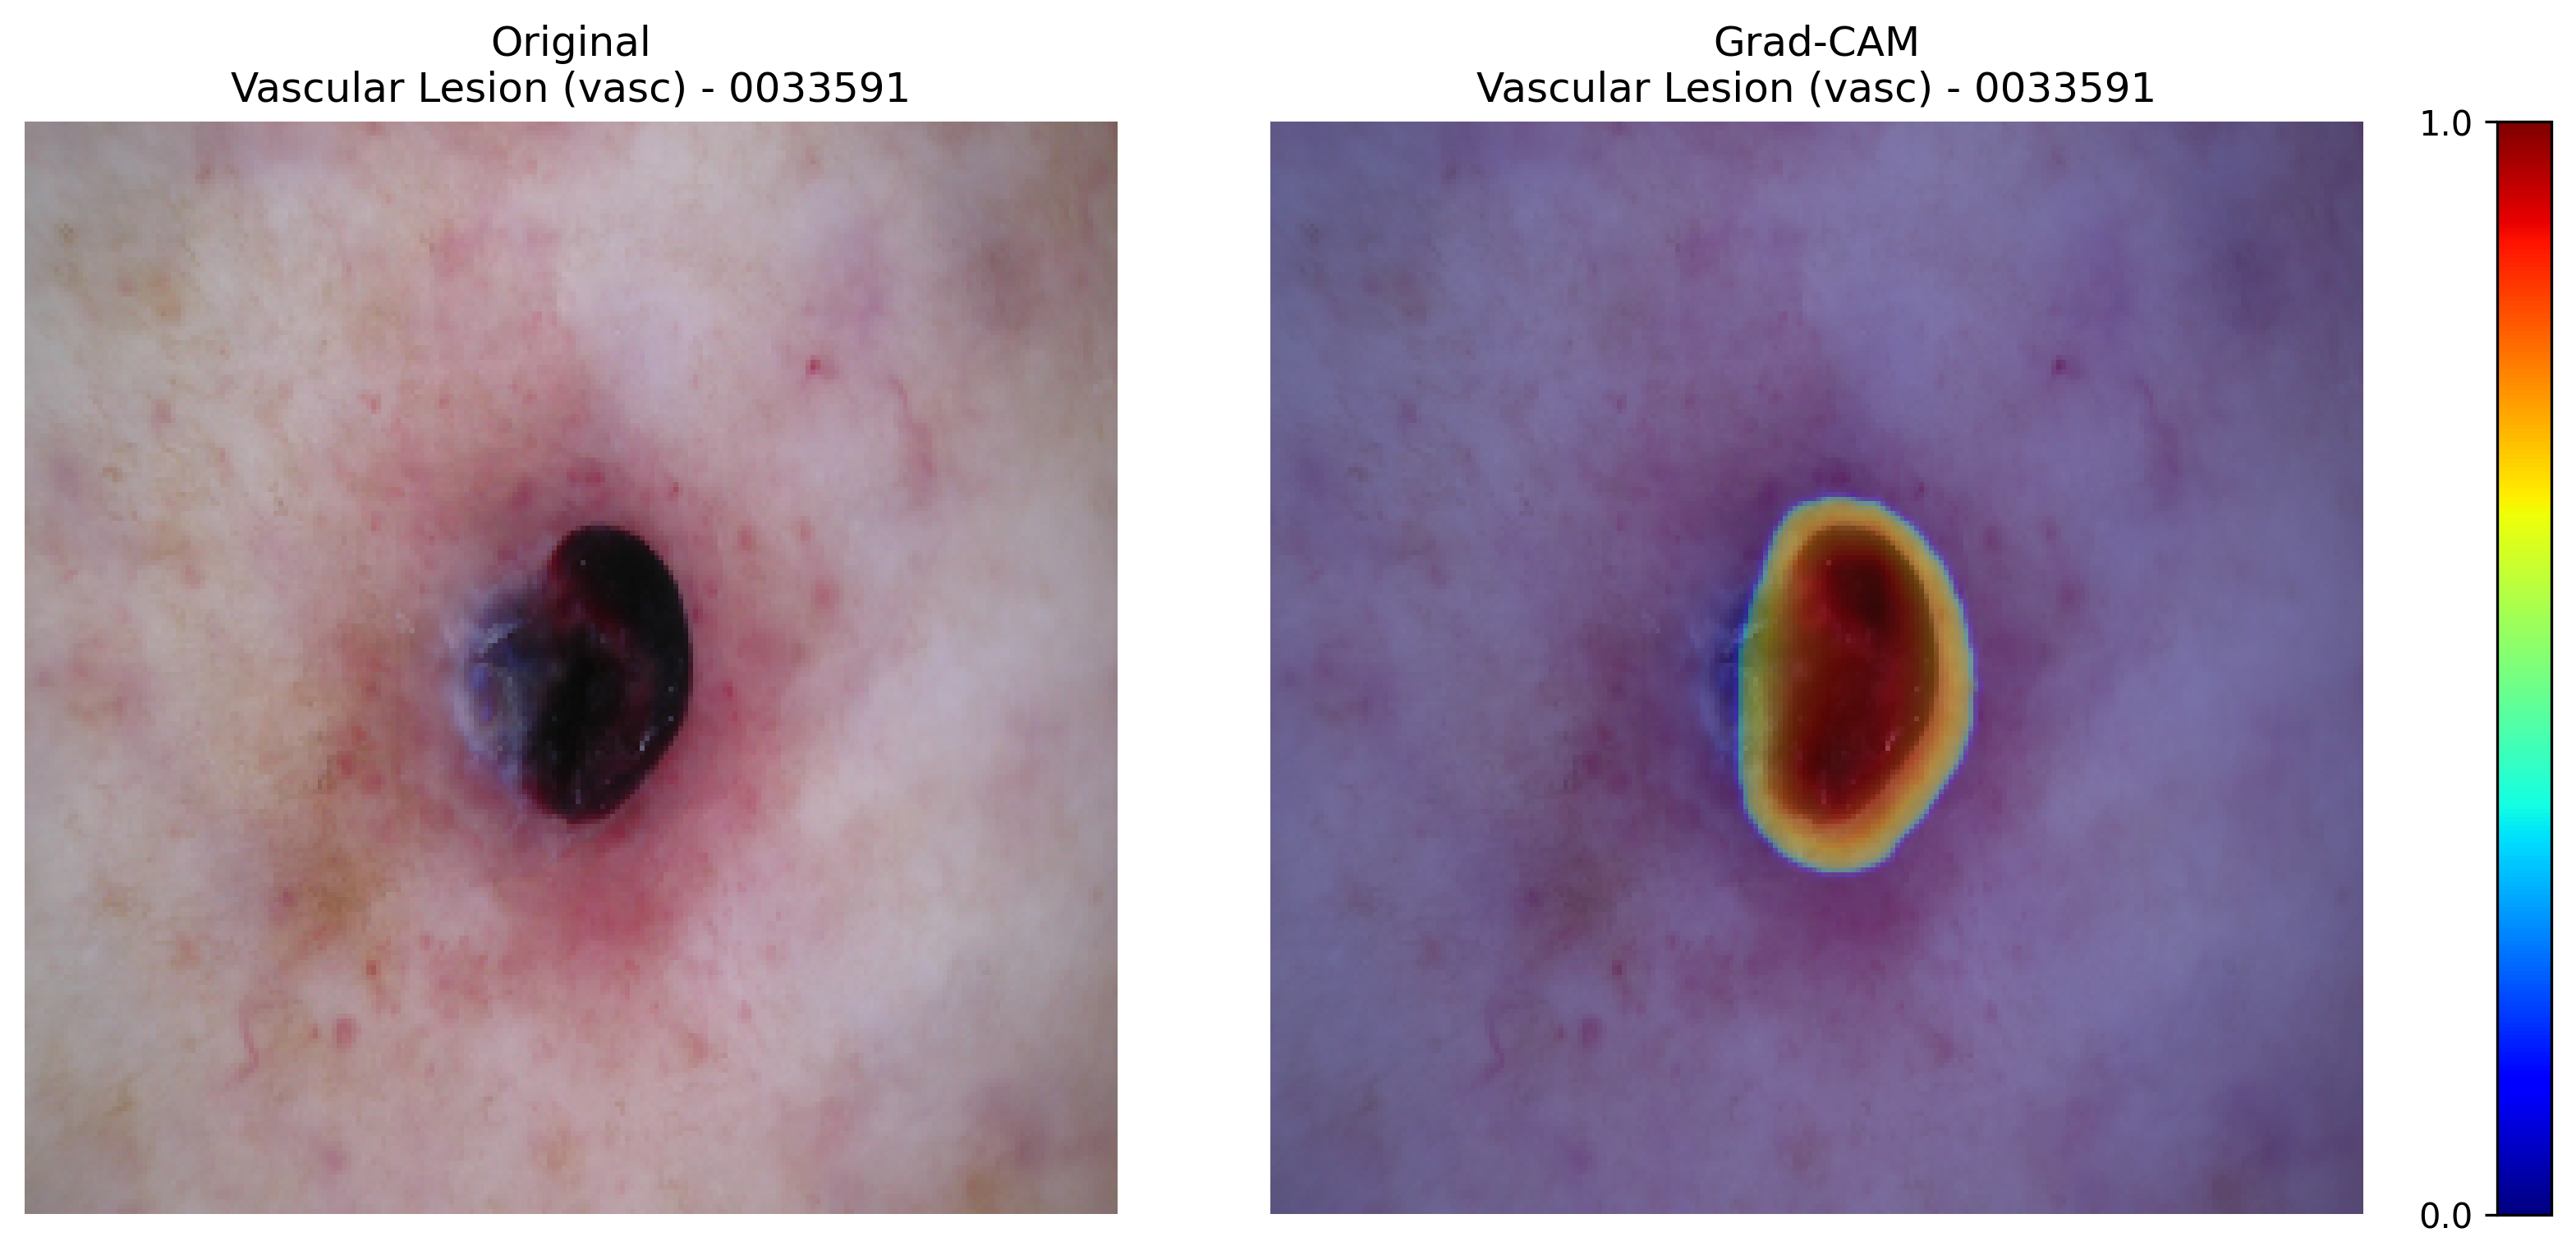 Original
Vascular Lesion (vasc) - 0033591
Grad-CAM
Vascular Lesion (vasc) - 0033591
1.0
0.0